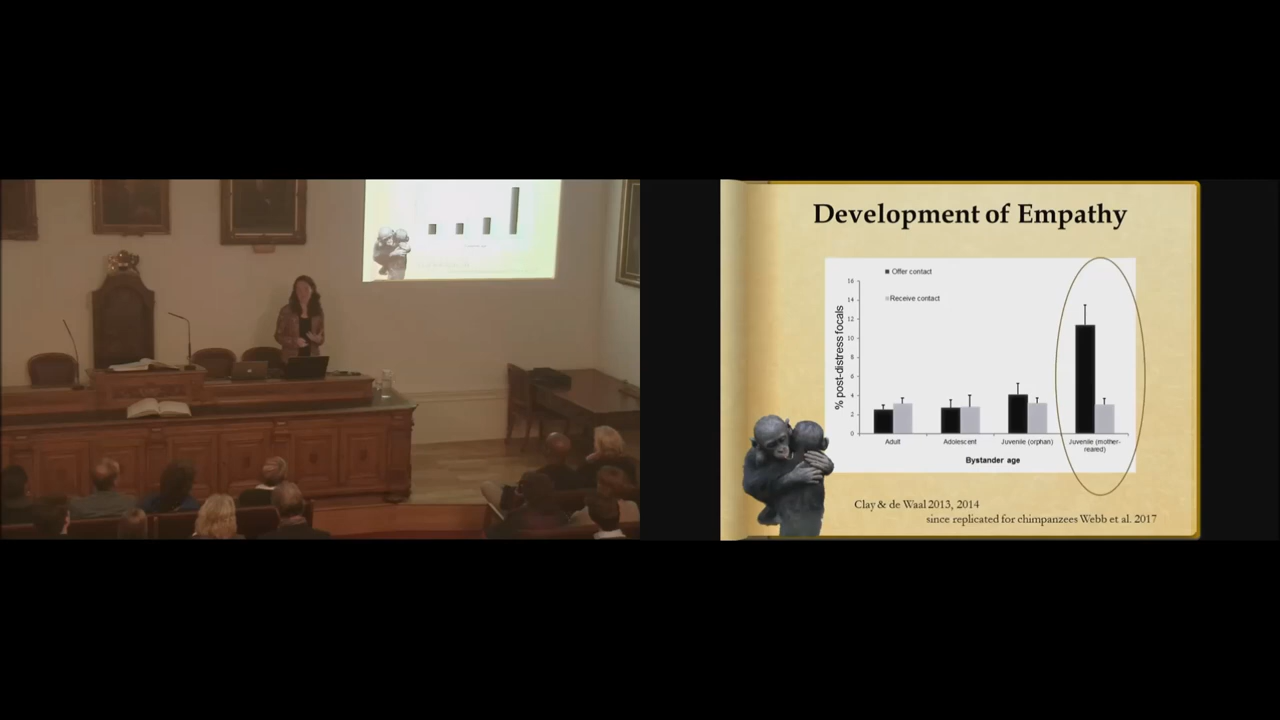 Development of Empathy
Offer contact
Receive contact
% post-distress focals
16
14
12
10
8
6
4
2
0
Adult
Adolescent
Juvenile (orphan)
Juvenile (mother-
reared)
Bystander age
Clay & de Waal 2013, 2014
since replicated for chimpanzees Webb et al. 2017